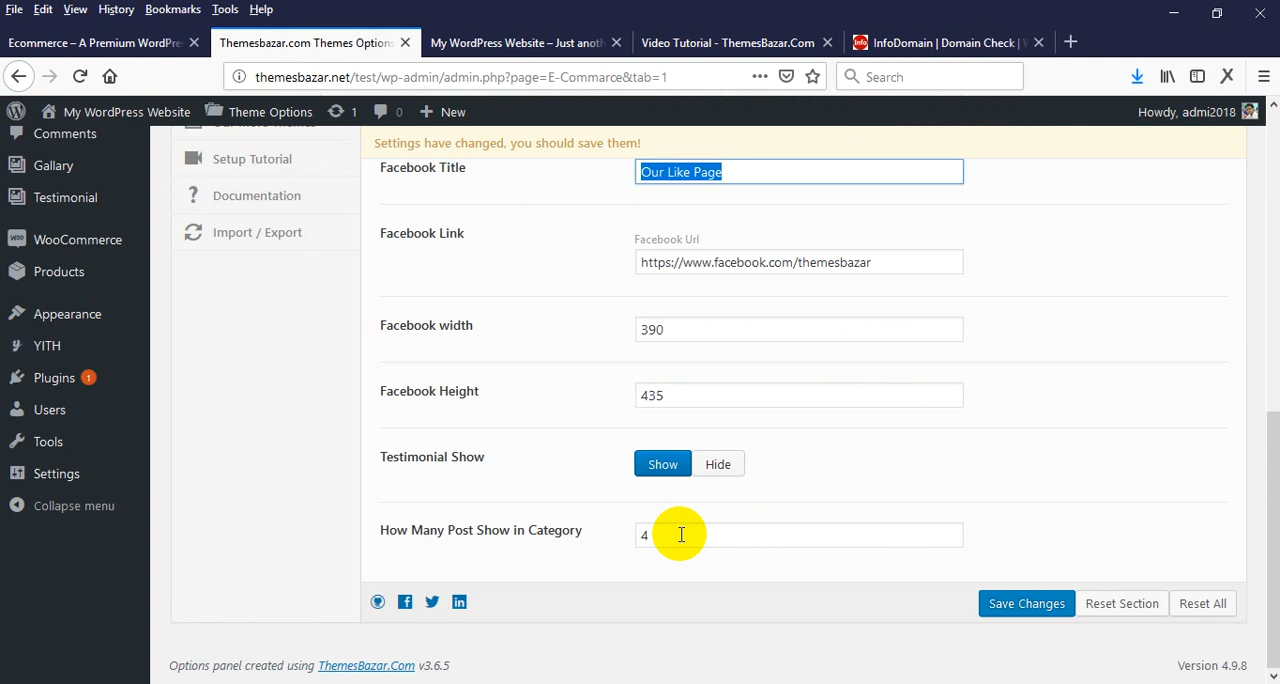 File Edit View History Bookmarks Tools Help
Ecommerce – A Premium WordPre
Themesbazar.com Themes Options
My WordPress Website – Just anoth
Video Tutorial - ThemesBazar.Com
Info InfoDomain | Domain Check |
themesbazar.net/test/wp-admin/admin.php?page=E-Commarce&tab=1
Search
My WordPress Website Theme Options 1 0 New
Howdy, admi2018
Comments
Gallary
Testimonial
WooCommerce
Products
Appearance
YITH
Plugins 1
Users
Tools
Settings
Collapse menu
Setup Tutorial
Documentation
Import / Export
Settings have changed, you should save them!
Facebook Title
Our Like Page
Facebook Link
Facebook Url
https://www.facebook.com/themesbazar
Facebook width
390
Facebook Height
435
Testimonial Show
Show Hide
How Many Post Show in Category
4
Save Changes Reset Section Reset All
Options panel created using ThemesBazar.Com v3.6.5
Version 4.9.8